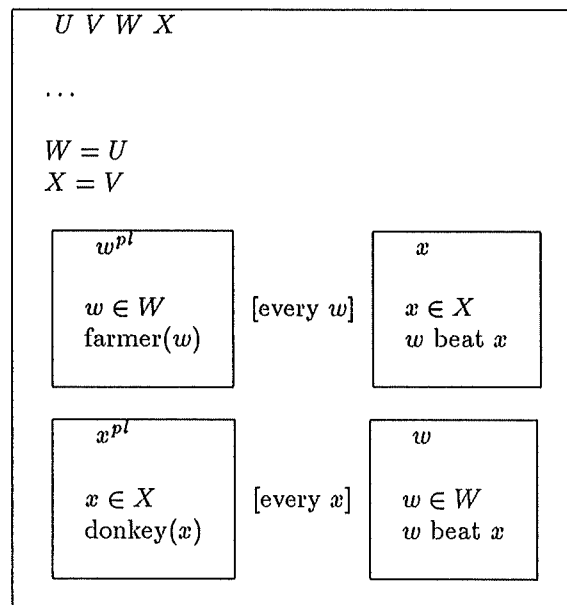 U V W X
...
W = U
X = V
w^{pl} x
w ∈ W [every w] x ∈ X
farmer(w) w beat x
x^{pl} w
x ∈ X [every x] w ∈ W
donkey(x) w beat x